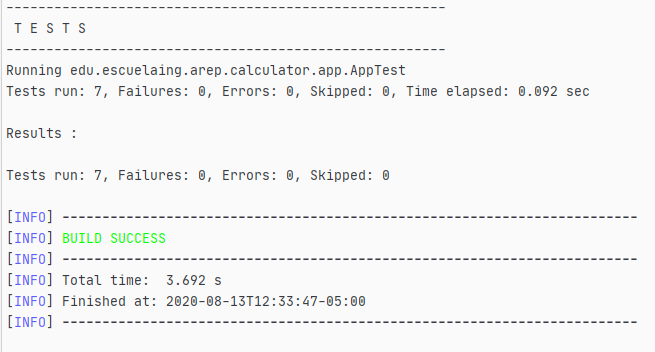 -------------------------------------------------------
 T E S T S
-------------------------------------------------------
Running edu.escuelaing.arep.calculator.app.AppTest
Tests run: 7, Failures: 0, Errors: 0, Skipped: 0, Time elapsed: 0.092 sec

Results :

Tests run: 7, Failures: 0, Errors: 0, Skipped: 0

[INFO] ------------------------------------------------------------------------
[INFO] BUILD SUCCESS
[INFO] ------------------------------------------------------------------------
[INFO] Total time:  3.692 s
[INFO] Finished at: 2020-08-13T12:33:47-05:00
[INFO] ------------------------------------------------------------------------